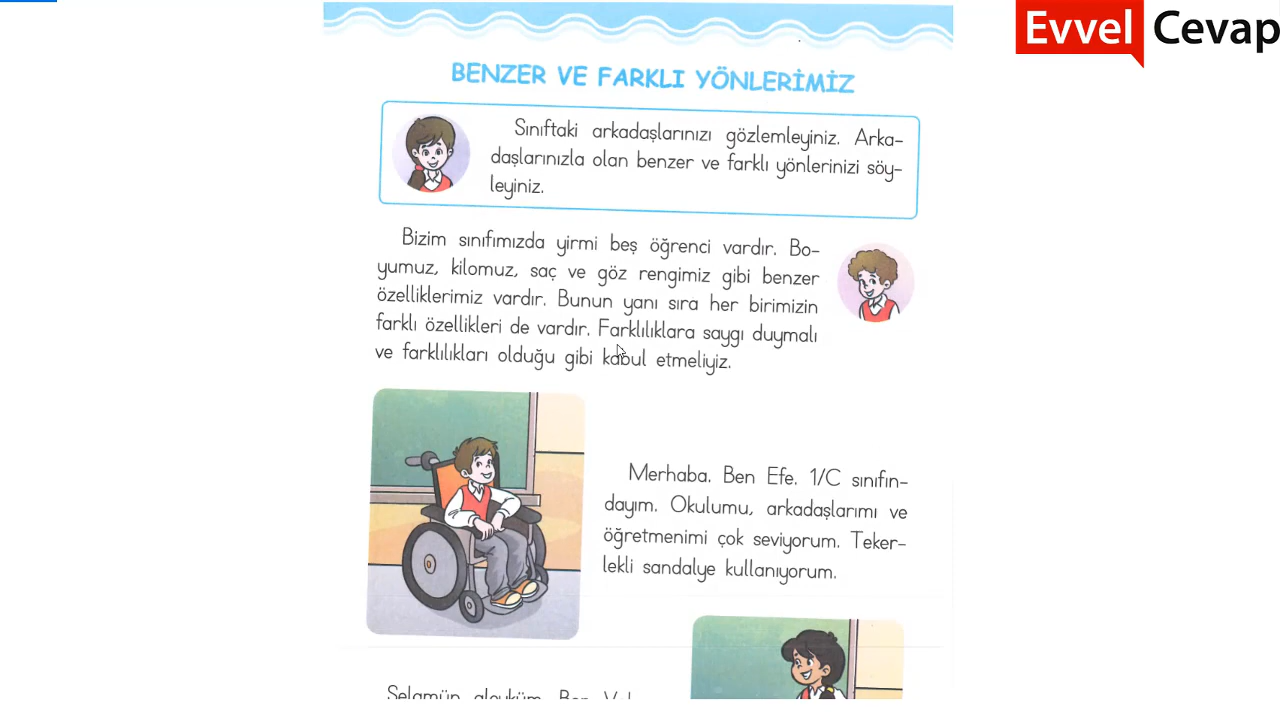 Evvel Cevap
BENZER VE FARKLI YÖNLERİMİZ
Sınıftaki arkadaşlarınızı gözlemleyiniz. Arka-
daşlarınızla olan benzer ve farklı yönlerinizi söy-
leyiniz.
Bizim sınıfımızda yirmi beş öğrenci vardır. Bo-
yumuz, kilomuz, saç ve göz rengimiz gibi benzer
özelliklerimiz vardır. Bunun yanı sıra her birimizin
farklı özellikleri de vardır. Farklılıklara saygı duymalı
ve farklılıkları olduğu gibi kabul etmeliyiz.
Merhaba. Ben Efe. 1/C sınıfın-
dayım. Okulumu, arkadaşlarımı ve
öğretmenimi çok seviyorum. Teker-
lekli sandalye kullanıyorum.
Selamün aleyküm. Ben